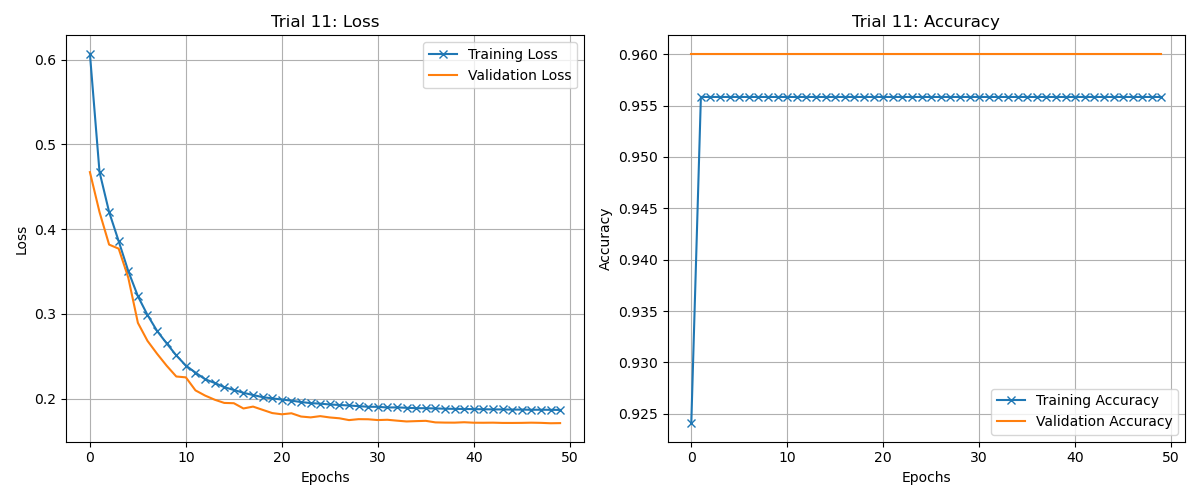 Trial 11: Loss
Training Loss
Validation Loss
0.6
0.5
0.4
0.3
0.2
Loss
0 10 20 30 40 50
Epochs
Trial 11: Accuracy
0.960
0.955
0.950
0.945
0.940
0.935
0.930
0.925
Accuracy
Training Accuracy
Validation Accuracy
0 10 20 30 40 50
Epochs